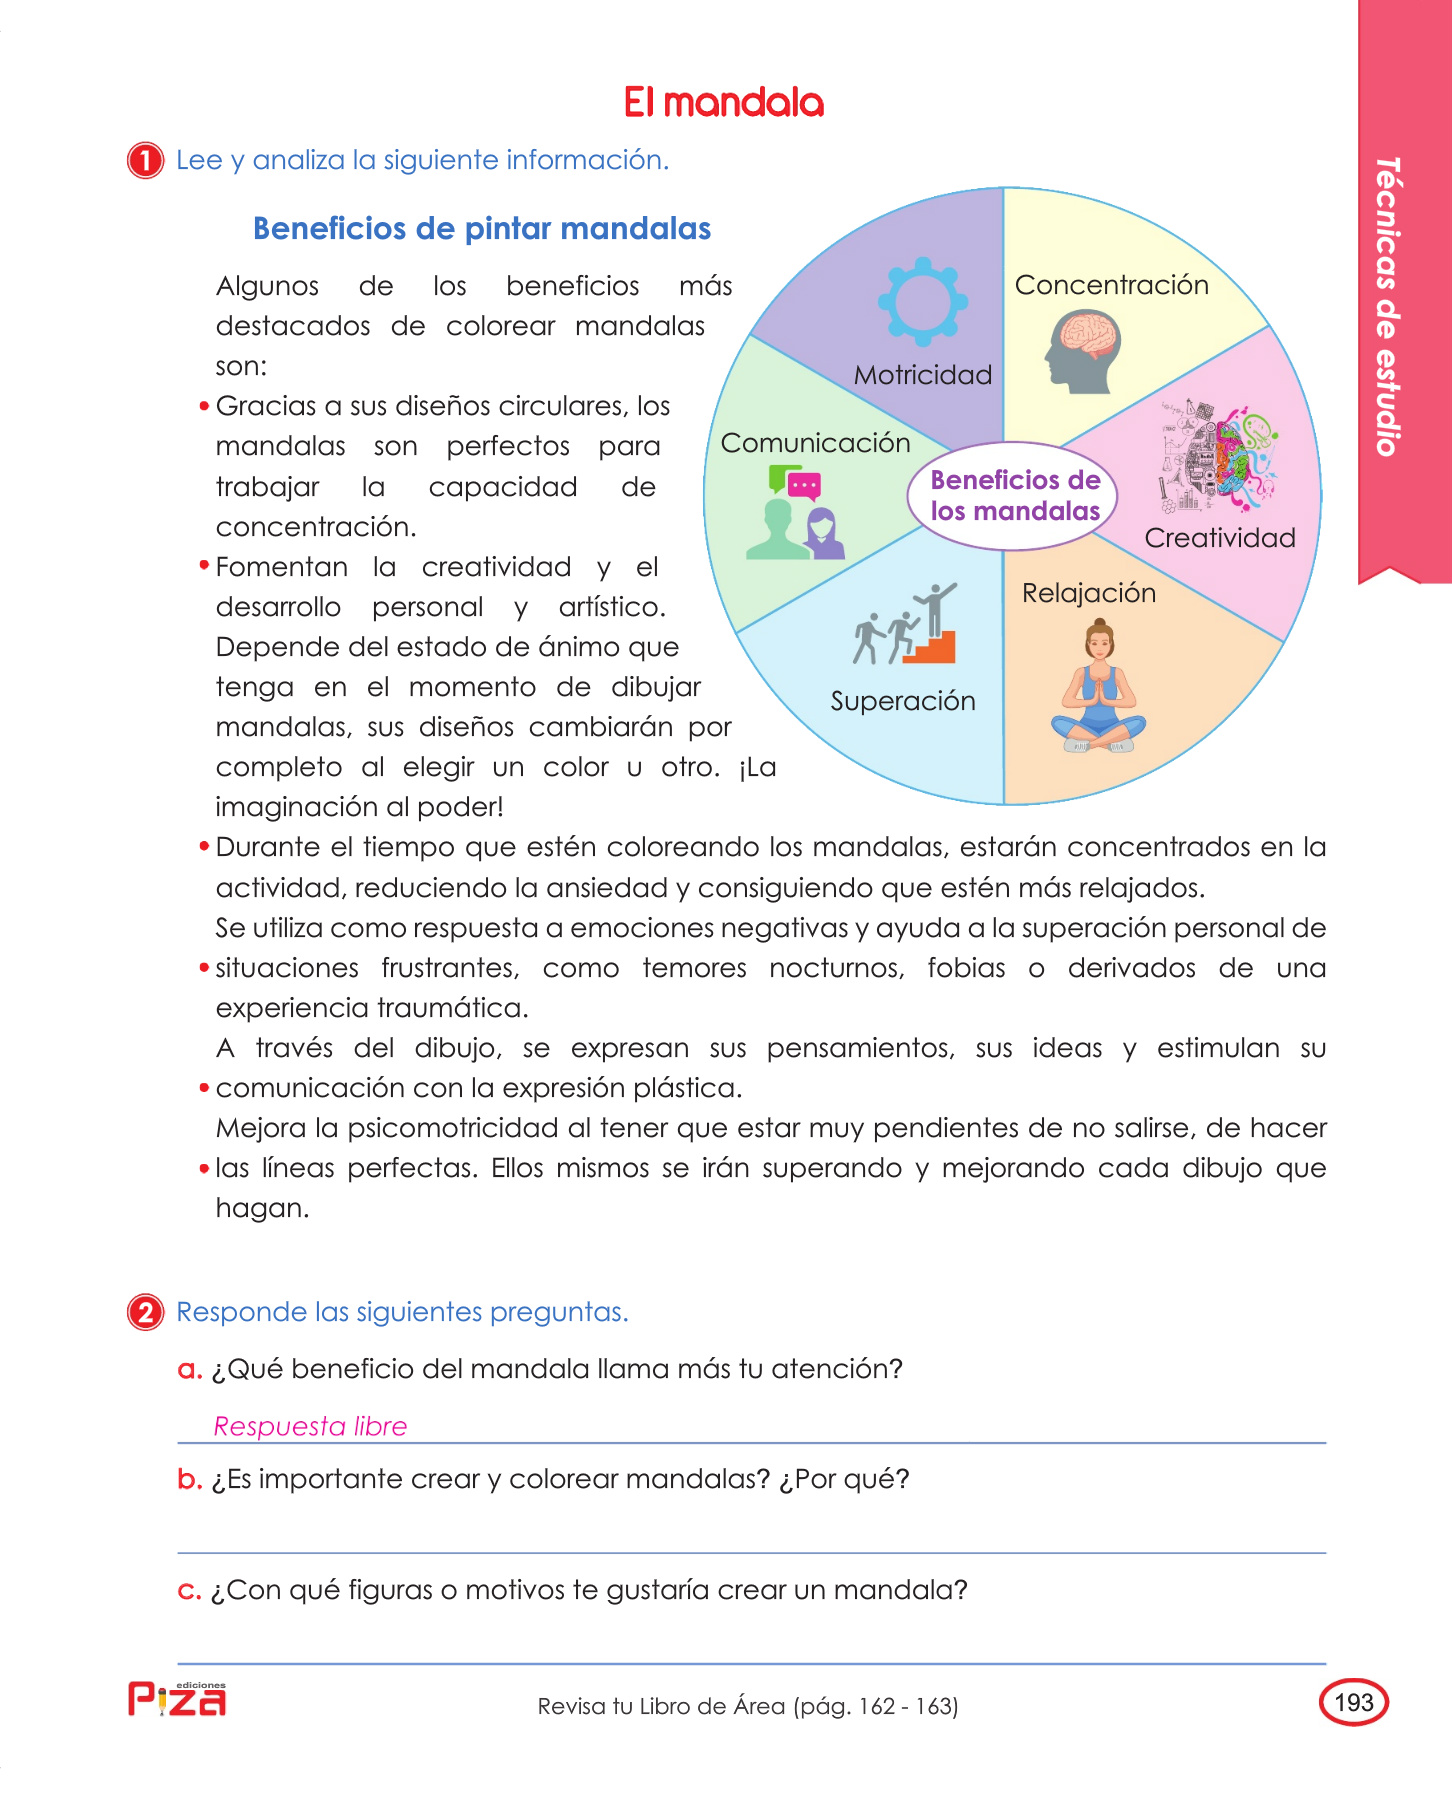 El mandala
1 Lee y analiza la siguiente información.
Beneficios de pintar mandalas
Algunos de los beneficios más
destacados de colorear mandalas
son:
• Gracias a sus diseños circulares, los
mandalas son perfectos para
trabajar la capacidad de
concentración.
• Fomentan la creatividad y el
desarrollo personal y artístico.
Depende del estado de ánimo que
tenga en el momento de dibujar
mandalas, sus diseños cambiarán por
completo al elegir un color u otro. ¡La
imaginación al poder!
• Durante el tiempo que estén coloreando los mandalas, estarán concentrados en la
actividad, reduciendo la ansiedad y consiguiendo que estén más relajados.
Se utiliza como respuesta a emociones negativas y ayuda a la superación personal de
• situaciones frustrantes, como temores nocturnos, fobias o derivados de una
experiencia traumática.
A través del dibujo, se expresan sus pensamientos, sus ideas y estimulan su
• comunicación con la expresión plástica.
Mejora la psicomotricidad al tener que estar muy pendientes de no salirse, de hacer
• las líneas perfectas. Ellos mismos se irán superando y mejorando cada dibujo que
hagan.
Concentración
Motricidad
Comunicación
Beneficios de
los mandalas
Creatividad
Relajación
Superación
Técnicas de estudio
2 Responde las siguientes preguntas.
a. ¿Qué beneficio del mandala llama más tu atención?
Respuesta libre
b. ¿Es importante crear y colorear mandalas? ¿Por qué?
c. ¿Con qué figuras o motivos te gustaría crear un mandala?
ediciones
Piza
Revisa tu Libro de Área (pág. 162 - 163)
193